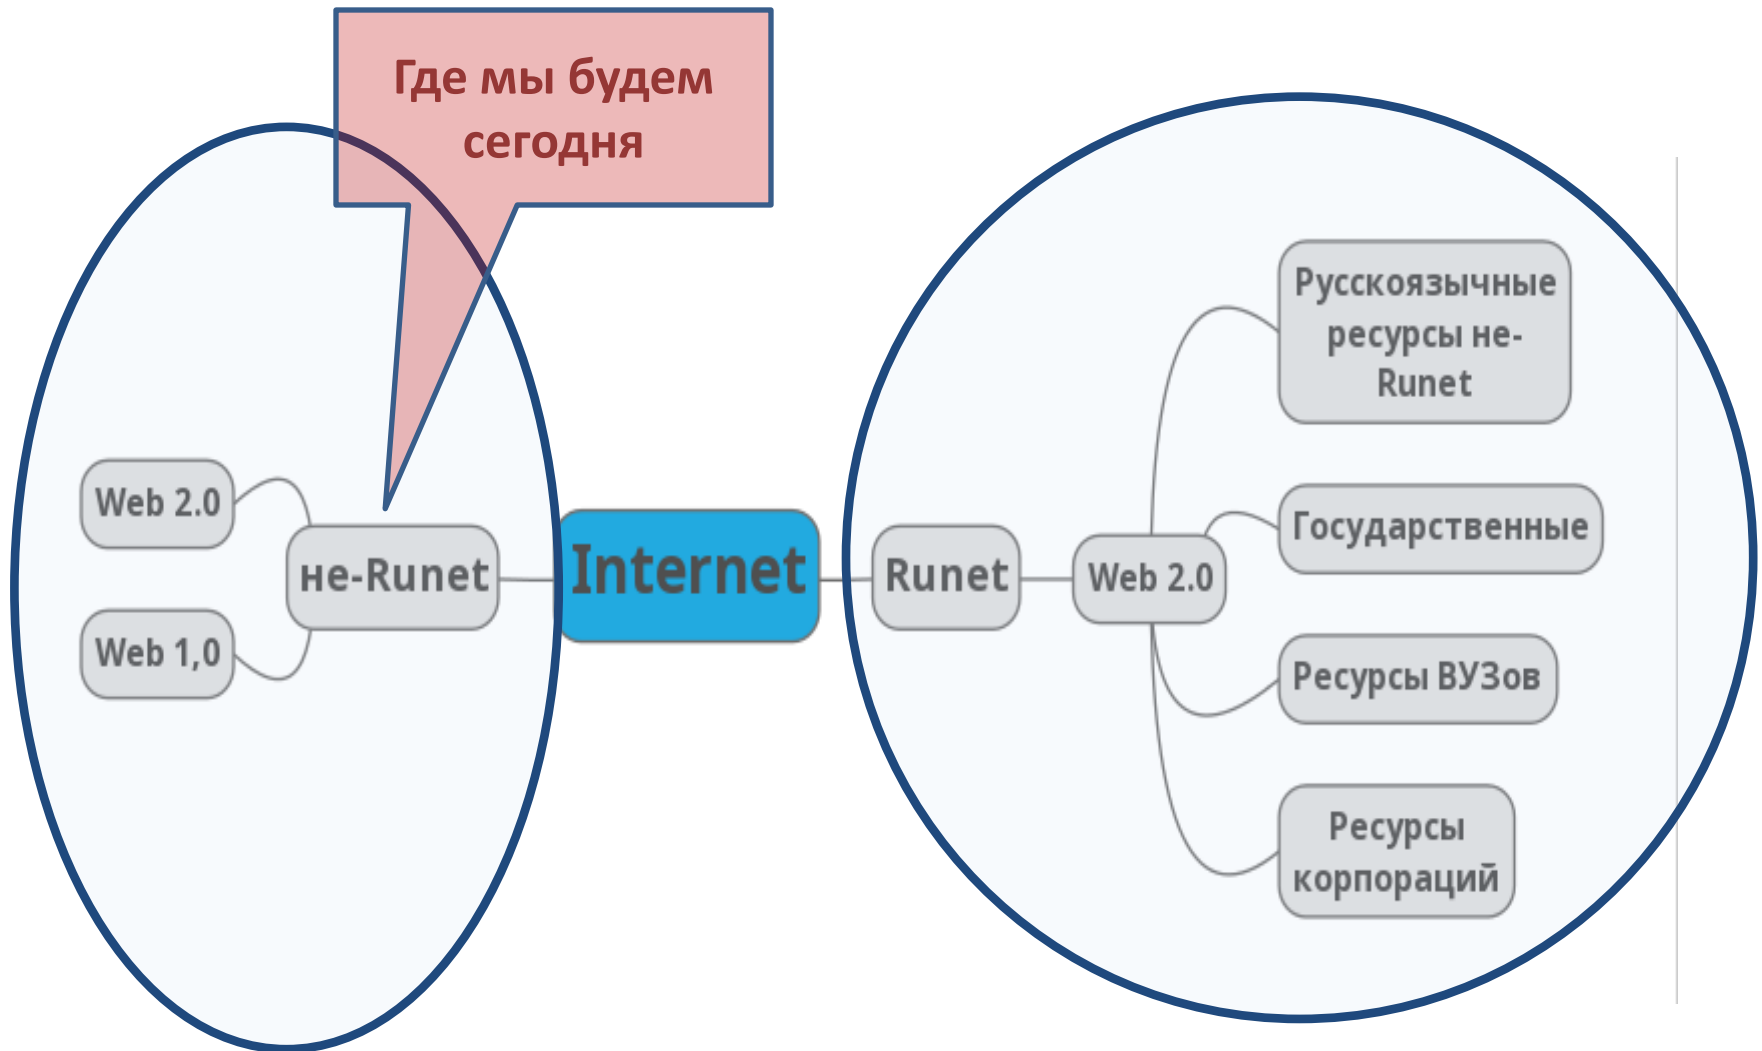 Где мы будем
сегодня
Web 2.0
Web 1,0
не-Runet
Internet
Runet
Web 2.0
Русскоязычные
ресурсы не-
Runet
Государственные
Ресурсы ВУЗов
Ресурсы
корпораций